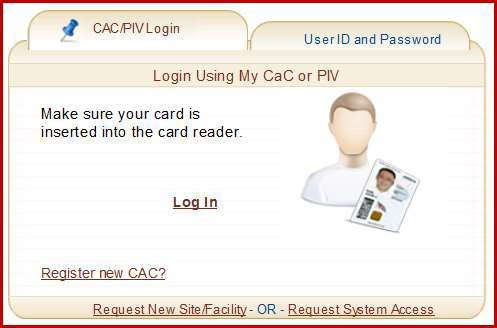 CAC/PIV Login
User ID and Password
Login Using My CaC or PIV
Make sure your card is
inserted into the card reader.
Log In
Register new CAC?
Request New Site/Facility - OR - Request System Access